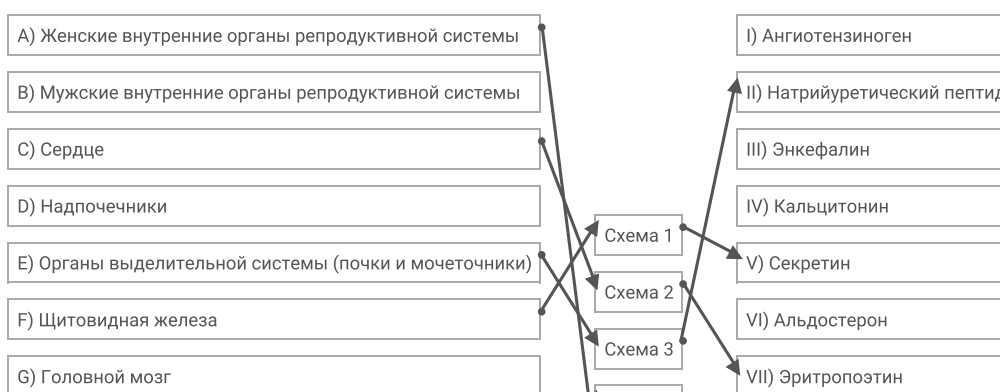 A) Женские внутренние органы репродуктивной системы
B) Мужские внутренние органы репродуктивной системы
C) Сердце
D) Надпочечники
E) Органы выделительной системы (почки и мочеточники)
F) Щитовидная железа
G) Головной мозг
Схема 1
Схема 2
Схема 3
I) Ангиотензиноген
II) Натрийуретический пептид
III) Энкефалин
IV) Кальцитонин
V) Секретин
VI) Альдостерон
VII) Эритропоэтин